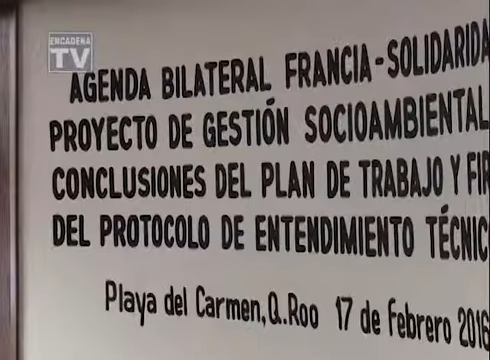 ENCADENA
TV
AGENDA BILATERAL FRANCIA-SOLIDARIDA
PROYECTO DE GESTIÓN SOCIOAMBIENTAL
CONCLUSIONES DEL PLAN DE TRABAJO Y FIR
DEL PROTOCOLO DE ENTENDIMIENTO TÉCNIC
Playa del Carmen, Q.Roo 17 de febrero 2016